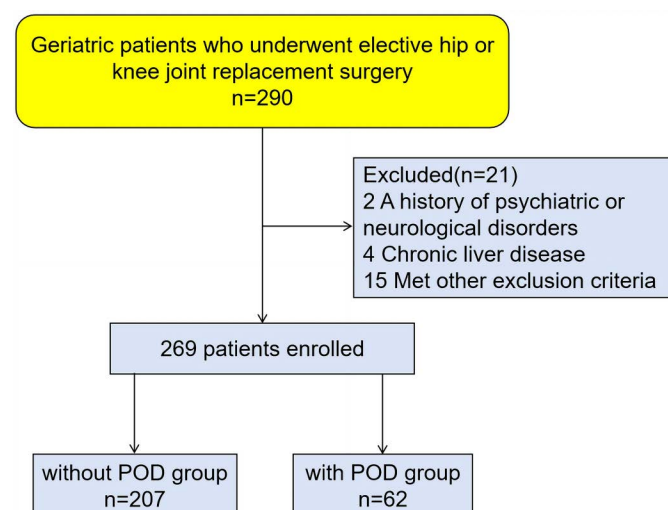 Geriatric patients who underwent elective hip or
knee joint replacement surgery
n=290
Excluded(n=21)
2 A history of psychiatric or
neurological disorders
4 Chronic liver disease
15 Met other exclusion criteria
269 patients enrolled
without POD group
n=207
with POD group
n=62